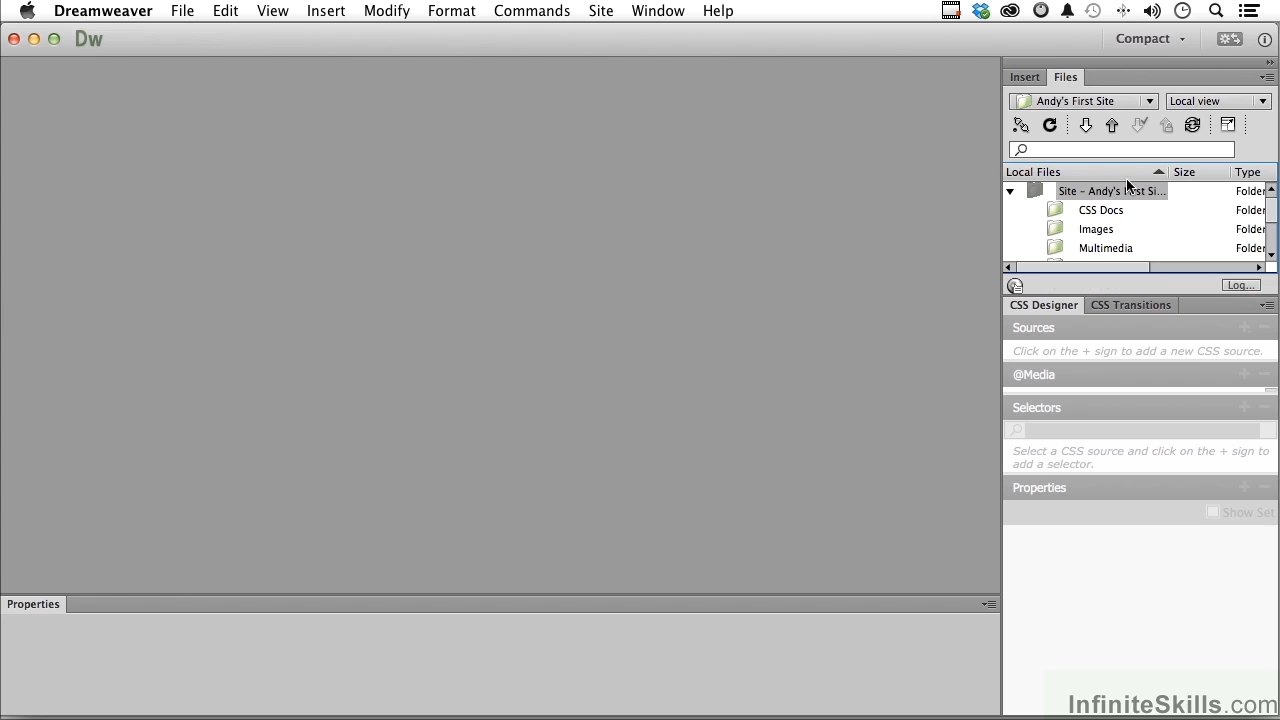 Dreamweaver File Edit View Insert Modify Format Commands Site Window Help
Dw Compact
Insert Files
Andy's First Site Local view
Local Files Size Type
Site - Andy's First Si... Folder
CSS Docs Folder
Images Folder
Multimedia Folder
Log...
CSS Designer CSS Transitions
Sources
Click on the + sign to add a new CSS source.
@Media
Selectors
Select a CSS source and click on the + sign to
add a selector.
Properties
Show Set
Properties
InfiniteSkills.com